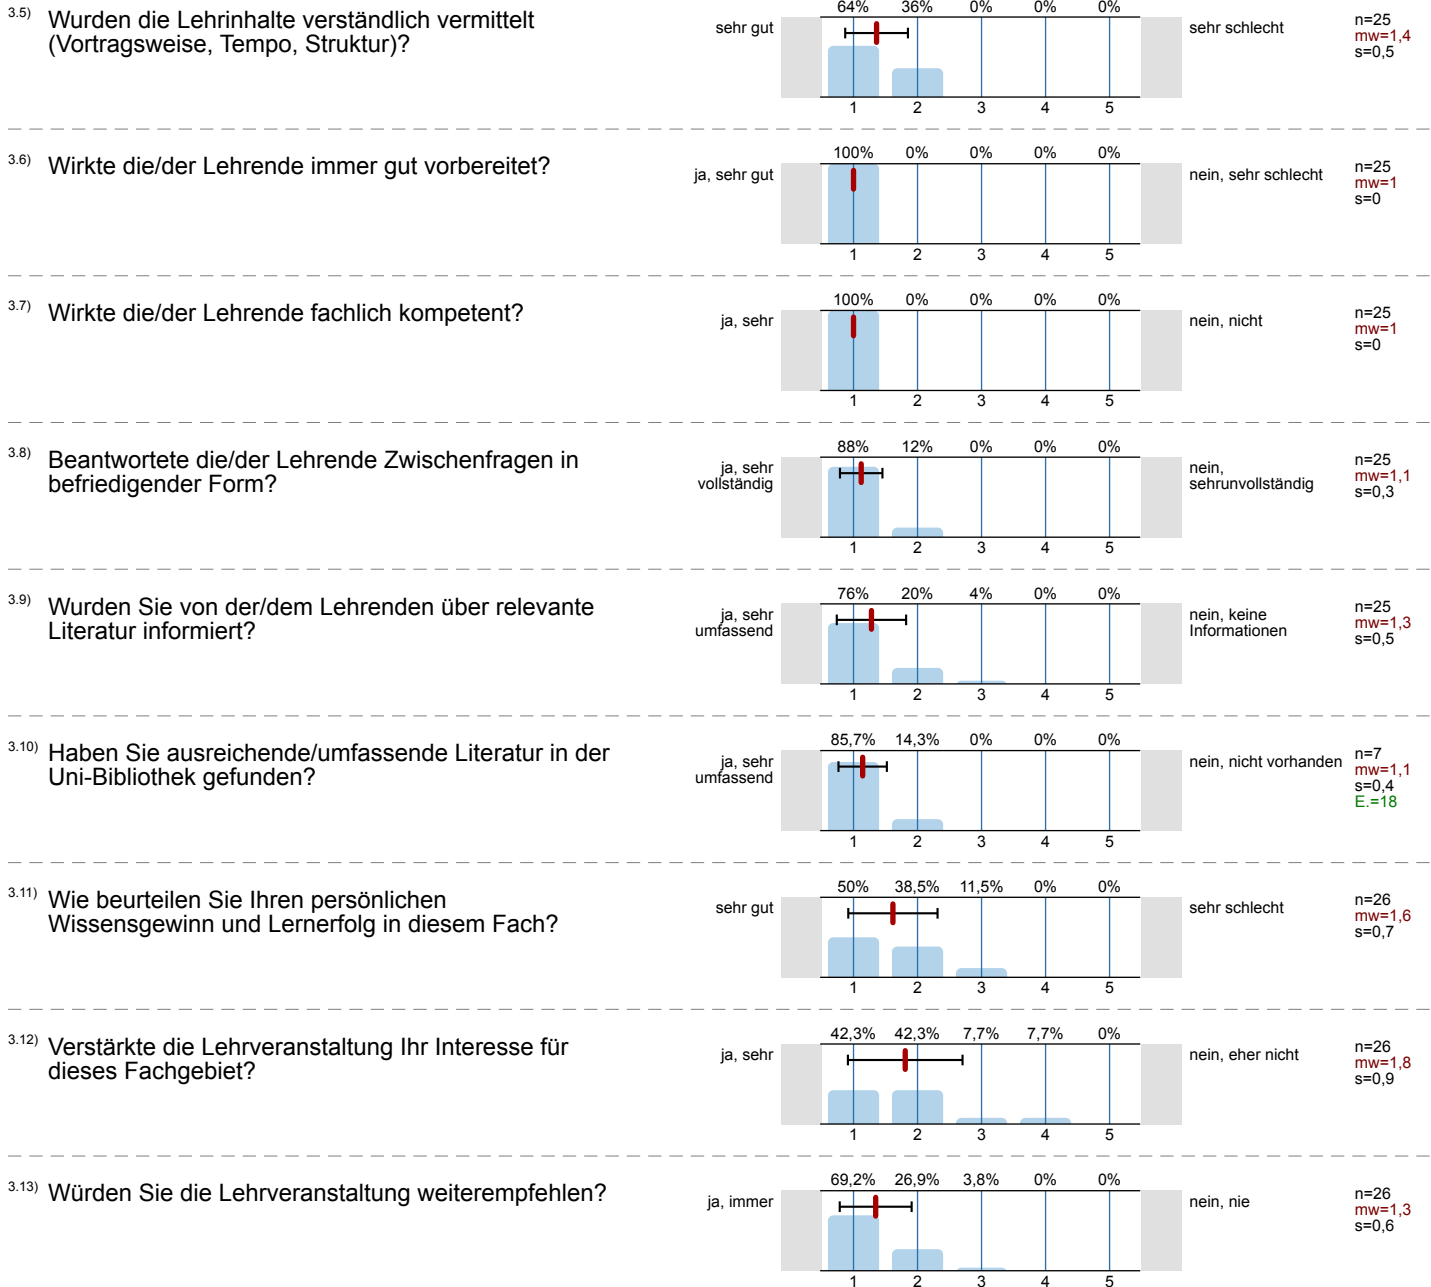 3.5) Wurden die Lehrinhalte verständlich vermittelt
(Vortragsweise, Tempo, Struktur)?
sehr gut
64% 36% 0% 0% 0%
1 2 3 4 5
sehr schlecht
n=25
mw=1,4
s=0,5
3.6) Wirkte die/der Lehrende immer gut vorbereitet?
ja, sehr gut
100% 0% 0% 0% 0%
1 2 3 4 5
nein, sehr schlecht
n=25
mw=1
s=0
3.7) Wirkte die/der Lehrende fachlich kompetent?
ja, sehr
100% 0% 0% 0% 0%
1 2 3 4 5
nein, nicht
n=25
mw=1
s=0
3.8) Beantwortete die/der Lehrende Zwischenfragen in
befriedigender Form?
ja, sehr
vollständig
88% 12% 0% 0% 0%
1 2 3 4 5
nein,
sehrunvollständig
n=25
mw=1,1
s=0,3
3.9) Wurden Sie von der/dem Lehrenden über relevante
Literatur informiert?
ja, sehr
umfassend
76% 20% 4% 0% 0%
1 2 3 4 5
nein, keine
Informationen
n=25
mw=1,3
s=0,5
3.10) Haben Sie ausreichende/umfassende Literatur in der
Uni-Bibliothek gefunden?
ja, sehr
umfassend
85,7% 14,3% 0% 0% 0%
1 2 3 4 5
nein, nicht vorhanden
n=7
mw=1,1
s=0,4
E.=18
3.11) Wie beurteilen Sie Ihren persönlichen
Wissensgewinn und Lernerfolg in diesem Fach?
sehr gut
50% 38,5% 11,5% 0% 0%
1 2 3 4 5
sehr schlecht
n=26
mw=1,6
s=0,7
3.12) Verstärkte die Lehrveranstaltung Ihr Interesse für
dieses Fachgebiet?
ja, sehr
42,3% 42,3% 7,7% 7,7% 0%
1 2 3 4 5
nein, eher nicht
n=26
mw=1,8
s=0,9
3.13) Würden Sie die Lehrveranstaltung weiterempfehlen?
ja, immer
69,2% 26,9% 3,8% 0% 0%
1 2 3 4 5
nein, nie
n=26
mw=1,3
s=0,6